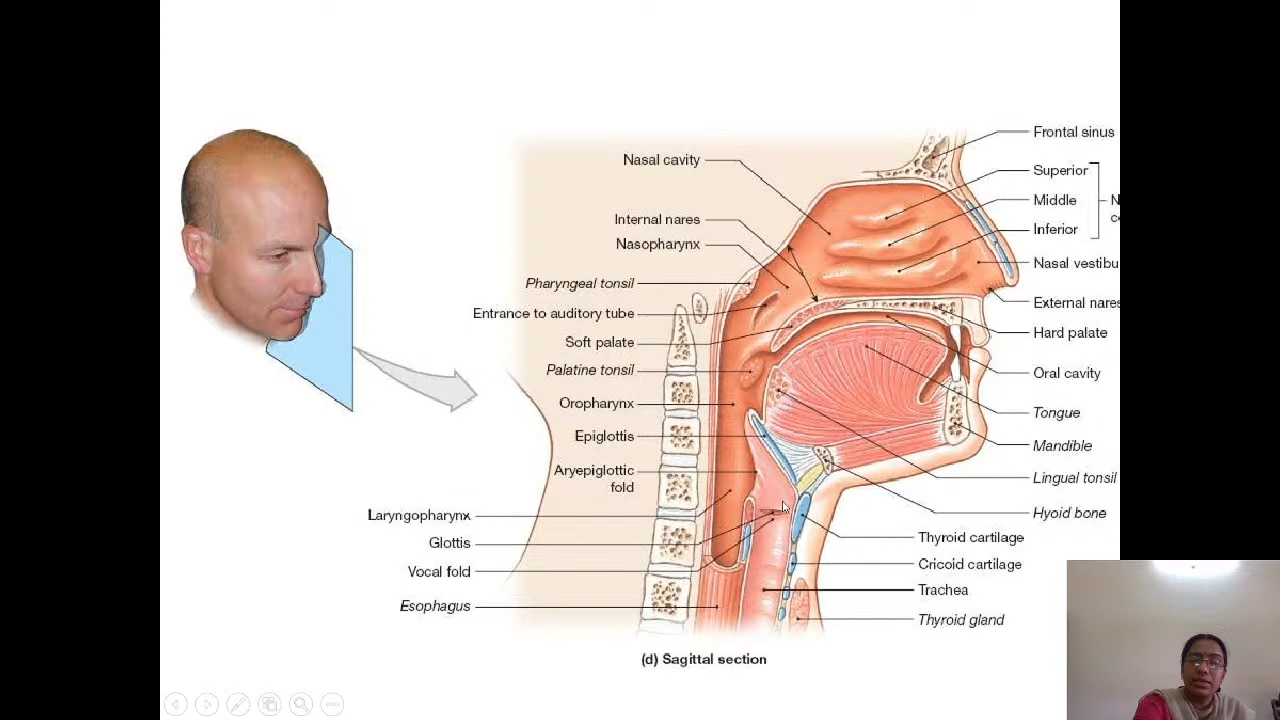 Nasal cavity
Internal nares
Nasopharynx
Pharyngeal tonsil
Entrance to auditory tube
Soft palate
Palatine tonsil
Oropharynx
Epiglottis
Aryepiglottic
fold
Laryngopharynx
Glottis
Vocal fold
Esophagus
Frontal sinus
Superior
Middle
Inferior
Nasal vestibu
External nares
Hard palate
Oral cavity
Tongue
Mandible
Lingual tonsil
Hyoid bone
Thyroid cartilage
Cricoid cartilage
Trachea
Thyroid gland
(d) Sagittal section